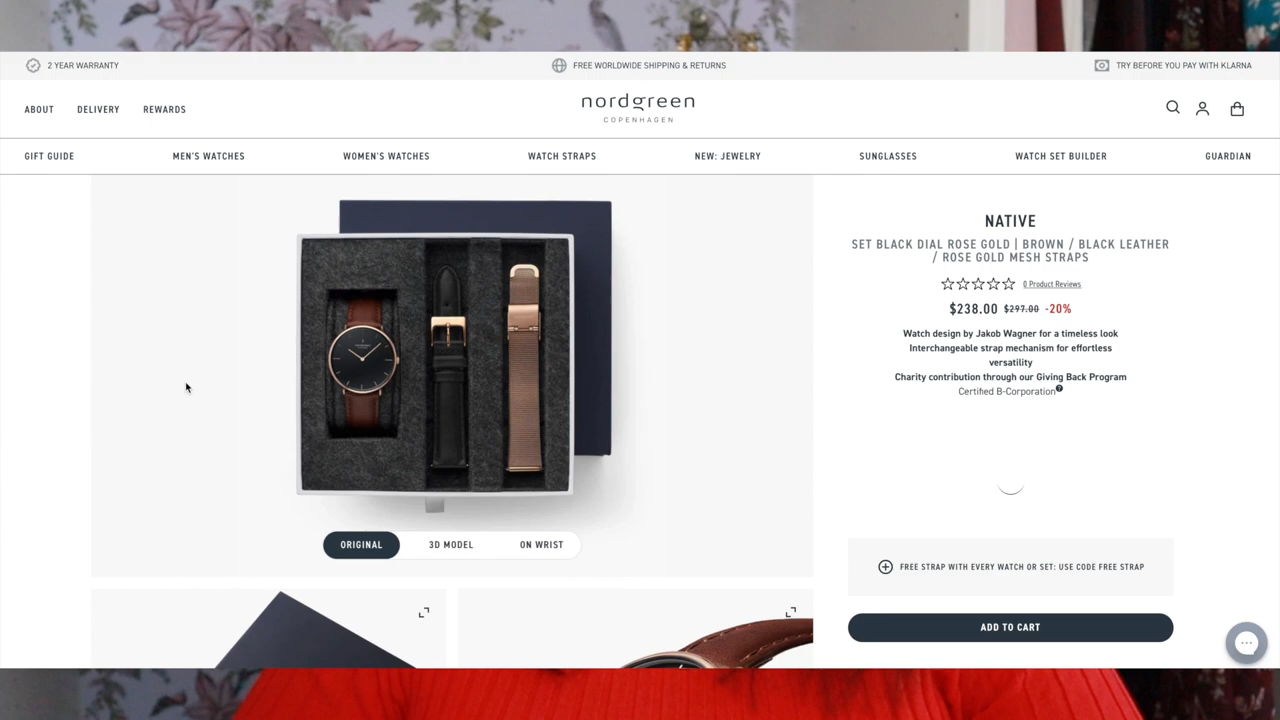 2 YEAR WARRANTY
FREE WORLDWIDE SHIPPING & RETURNS
TRY BEFORE YOU PAY WITH KLARNA
ABOUT
DELIVERY
REWARDS
nordgreen
COPENHAGEN
GIFT GUIDE
MEN'S WATCHES
WOMEN'S WATCHES
WATCH STRAPS
NEW: JEWELRY
SUNGLASSES
WATCH SET BUILDER
GUARDIAN
NATIVE
SET BLACK DIAL ROSE GOLD | BROWN / BLACK LEATHER
/ ROSE GOLD MESH STRAPS
0 Product Reviews
$238.00 $297.00 -20%
Watch design by Jakob Wagner for a timeless look
Interchangeable strap mechanism for effortless
versatility
Charity contribution through our Giving Back Program
Certified B-Corporation
FREE STRAP WITH EVERY WATCH OR SET: USE CODE FREE STRAP
ADD TO CART
ORIGINAL
3D MODEL
ON WRIST